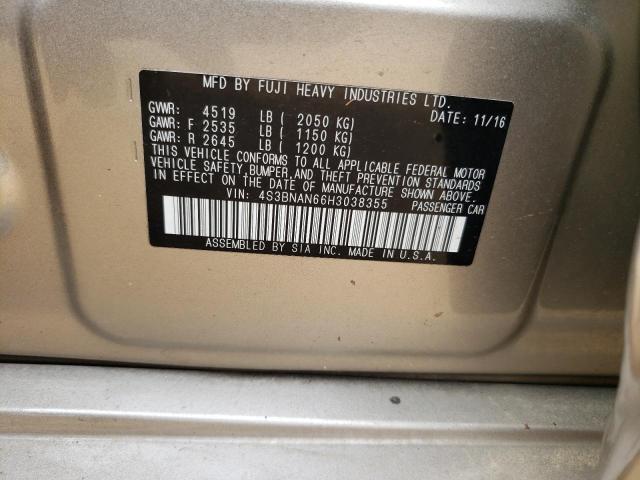 MFD BY FUJI HEAVY INDUSTRIES LTD.
GVWR: 4519 LB ( 2050 KG) DATE: 11/16
GAWR: F 2535 LB ( 1150 KG)
GAWR: R 2645 LB ( 1200 KG)
THIS VEHICLE CONFORMS TO ALL APPLICABLE FEDERAL MOTOR
VEHICLE SAFETY, BUMPER, AND THEFT PREVENTION STANDARDS
IN EFFECT ON THE DATE OF MANUFACTURE SHOWN ABOVE.
VIN: 4S3BNAN66H3038355 PASSENGER CAR
ASSEMBLED BY SIA INC. MADE IN U.S.A.